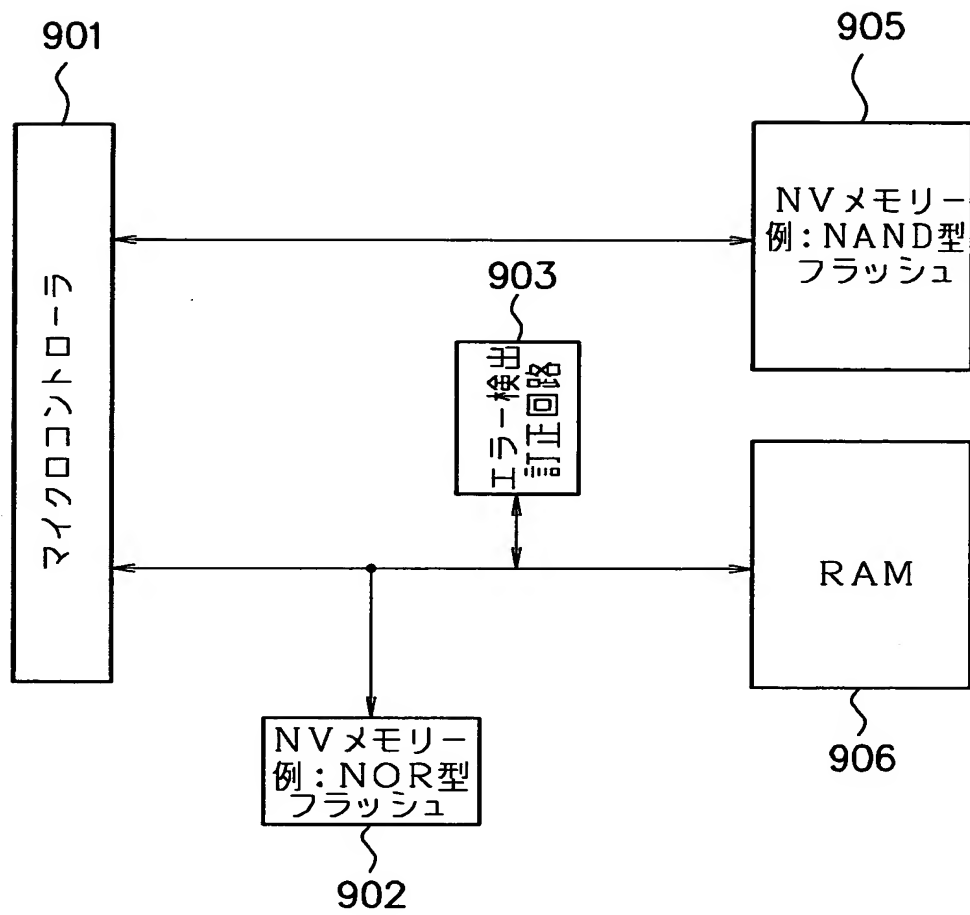 901
905
マイクロコントローラ
NVメモリー
例:NAND型
フラッシュ
903
エラー検出
訂正回路
RAM
906
NVメモリー
例:NOR型
フラッシュ
902